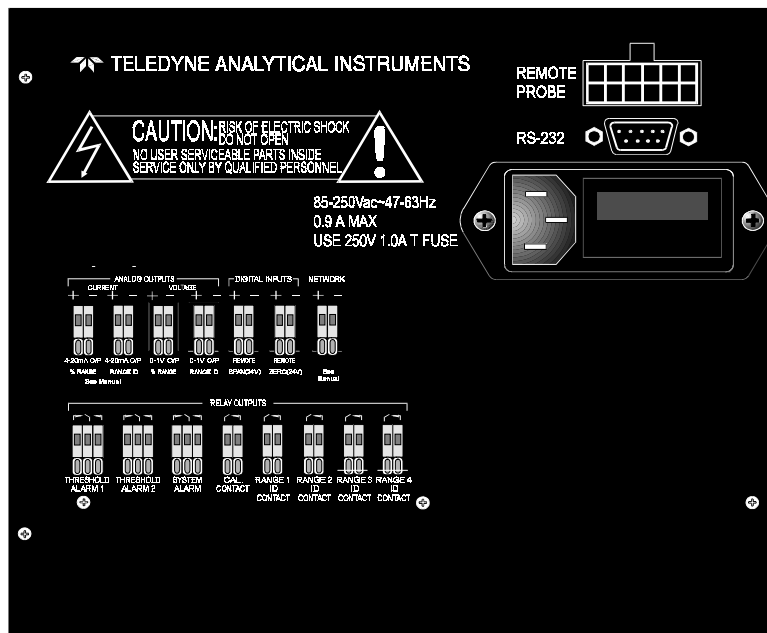 TELEDYNE ANALYTICAL INSTRUMENTS
REMOTE
PROBE
CAUTION: RISK OF ELECTRIC SHOCK
DO NOT OPEN
NO USER SERVICEABLE PARTS INSIDE
SERVICE ONLY BY QUALIFIED PERSONNEL
!
RS-232
85-250Vac~47-63Hz
0.9 A MAX
USE 250V 1.0A T FUSE
ANALOG OUTPUTS DIGITAL INPUTS NETWORK
CURRENT VOLTAGE
+ − + − + − + − + − + − + −
4-20mA O/P 4-20mA O/P 0-1V O/P 0-1V O/P REMOTE REMOTE See
% RANGE RANGE ID % RANGE RANGE ID SPAN(24V) ZERO(24V) Manual
See Manual
RELAY OUTPUTS
THRESHOLD THRESHOLD SYSTEM CAL. RANGE 1 RANGE 2 RANGE 3 RANGE 4
ALARM 1 ALARM 2 ALARM CONTACT ID ID ID ID
CONTACT CONTACT CONTACT CONTACT